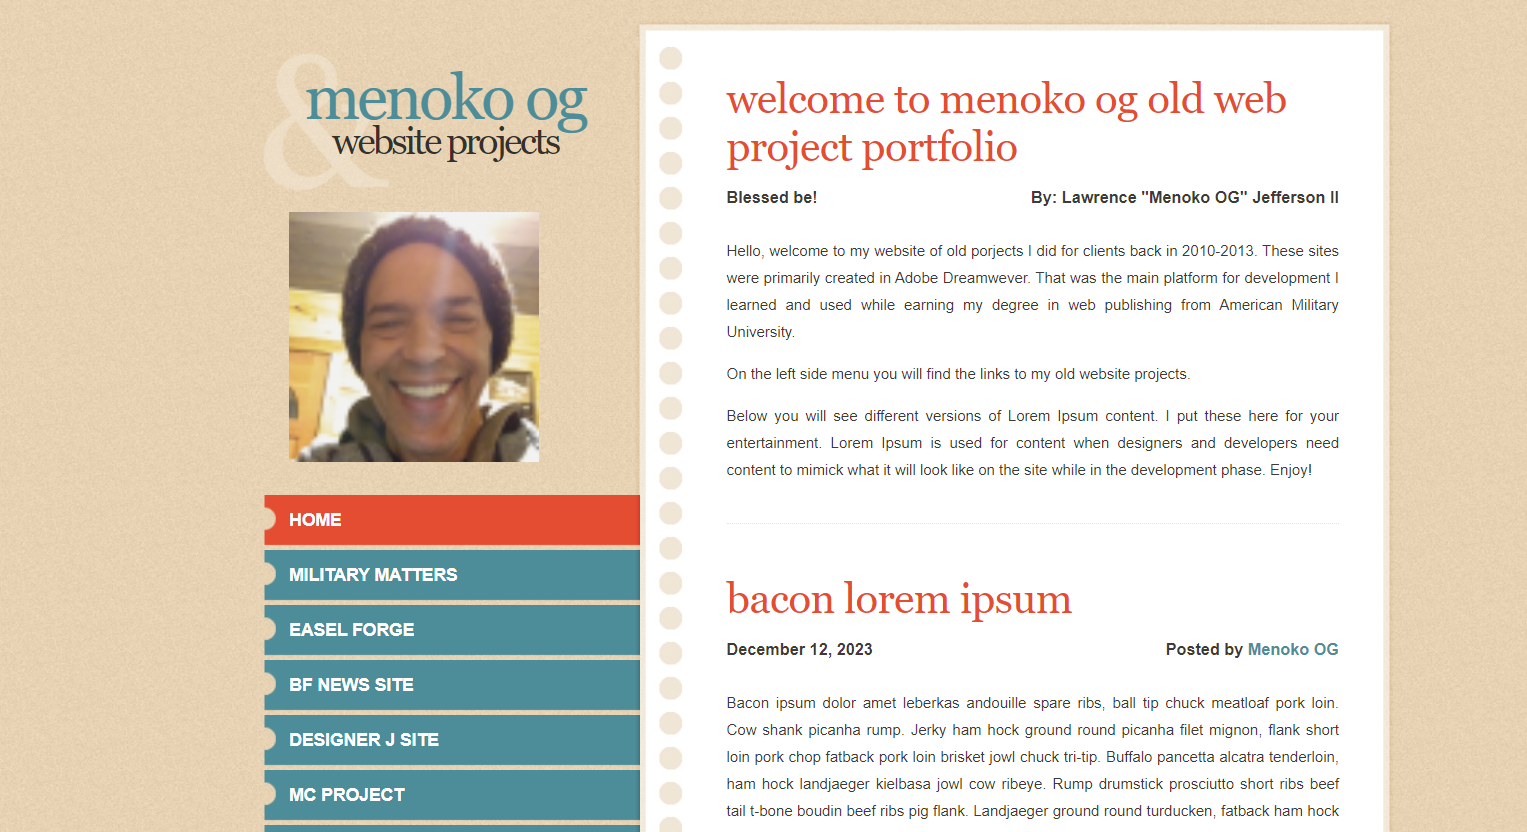 &
menoko og
website projects
HOME
MILITARY MATTERS
EASEL FORGE
BF NEWS SITE
DESIGNER J SITE
MC PROJECT
welcome to menoko og old web
project portfolio
Blessed be! By: Lawrence "Menoko OG" Jefferson II
Hello, welcome to my website of old porjects I did for clients back in 2010-2013. These sites
were primarily created in Adobe Dreamwever. That was the main platform for development I
learned and used while earning my degree in web publishing from American Military
University.
On the left side menu you will find the links to my old website projects.
Below you will see different versions of Lorem Ipsum content. I put these here for your
entertainment. Lorem Ipsum is used for content when designers and developers need
content to mimick what it will look like on the site while in the development phase. Enjoy!
bacon lorem ipsum
December 12, 2023 Posted by Menoko OG
Bacon ipsum dolor amet leberkas andouille spare ribs, ball tip chuck meatloaf pork loin.
Cow shank picanha rump. Jerky ham hock ground round picanha filet mignon, flank short
loin pork chop fatback pork loin brisket jowl chuck tri-tip. Buffalo pancetta alcatra tenderloin,
ham hock landjaeger kielbasa jowl cow ribeye. Rump drumstick prosciutto short ribs beef
tail t-bone boudin beef ribs pig flank. Landjaeger ground round turducken, fatback ham hock